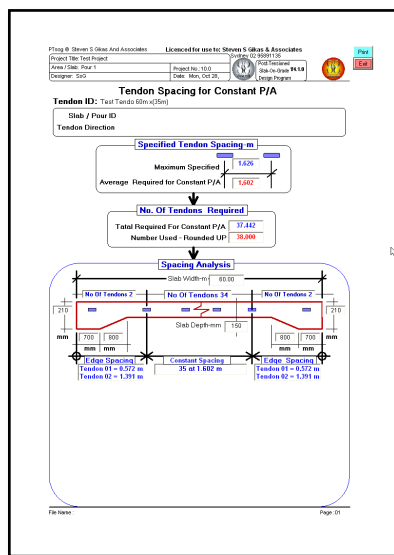 PTsog © Steven S Gikas And Associates Licenced for use to: Steven S Gikas & Associates
Sydney 02 96891135
Print
Exit
Project Title: Test Project
Area / Slab: Pour 1
Project No.: 10.0
Designer: SsG
Date: Mon, Oct 28,
Post-Tensioned
Slab-On-Grade V4.1.0
Design Program
Tendon Spacing for Constant P/A
Tendon ID: Test Tendo 60m x(35m)
Slab / Pour ID
Tendon Direction
Specified Tendon Spacing-m
Maximum Specified 1,626
Average Required for Constant P/A 1,602
No. Of Tendons Required
Total Required For Constant P/A 37.442
Number Used - Rounded UP 38.000
Spacing Analysis
Slab Width-m- 60.00
No Of Tendons 2 No Of Tendons 34 No Of Tendons 2
210 210
Slab Depth-mm 150
mm 700 800 800 700 mm
mm mm mm mm
Edge Spacing Constant Spacing Edge Spacing
Tendon 01 = 0.572 m 35 at 1.602 m Tendon 01 = 0.572 m
Tendon 02 = 1.391 m Tendon 02 = 1.391 m
File Name: Page :01